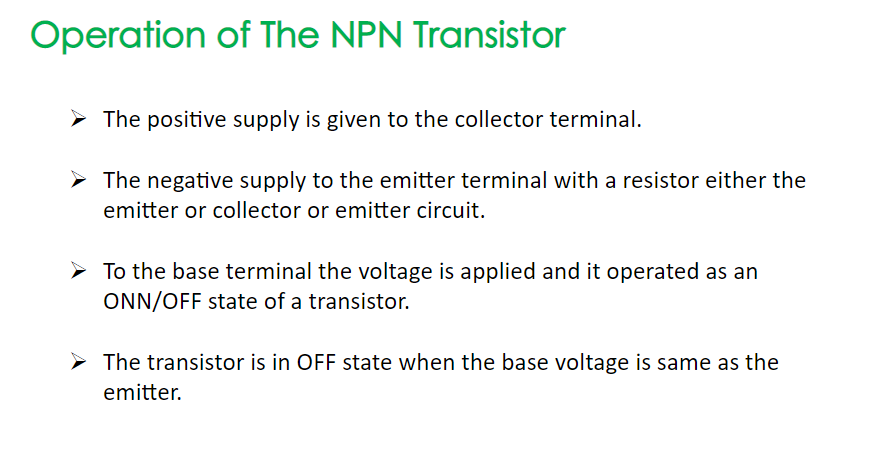 Operation of The NPN Transistor
➢ The positive supply is given to the collector terminal.
➢ The negative supply to the emitter terminal with a resistor either the
emitter or collector or emitter circuit.
➢ To the base terminal the voltage is applied and it operated as an
ONN/OFF state of a transistor.
➢ The transistor is in OFF state when the base voltage is same as the
emitter.